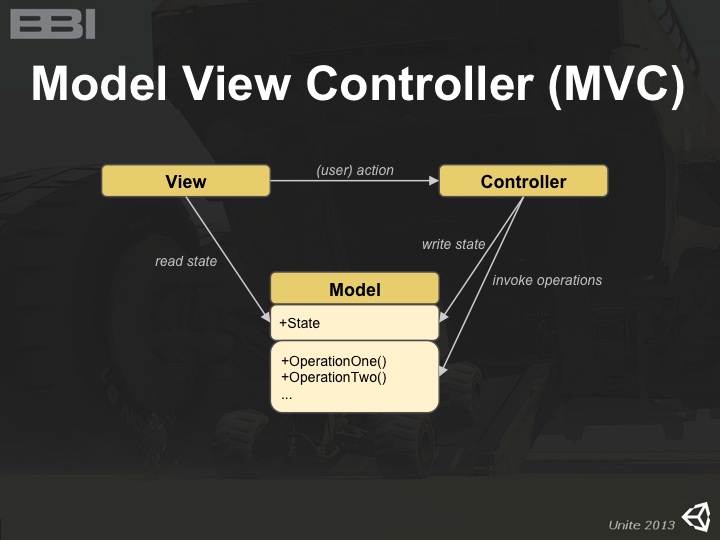 BBI
Model View Controller (MVC)
(user) action
View
Controller
write state
read state
invoke operations
Model
+State
+OperationOne()
+OperationTwo()
...
Unite 2013